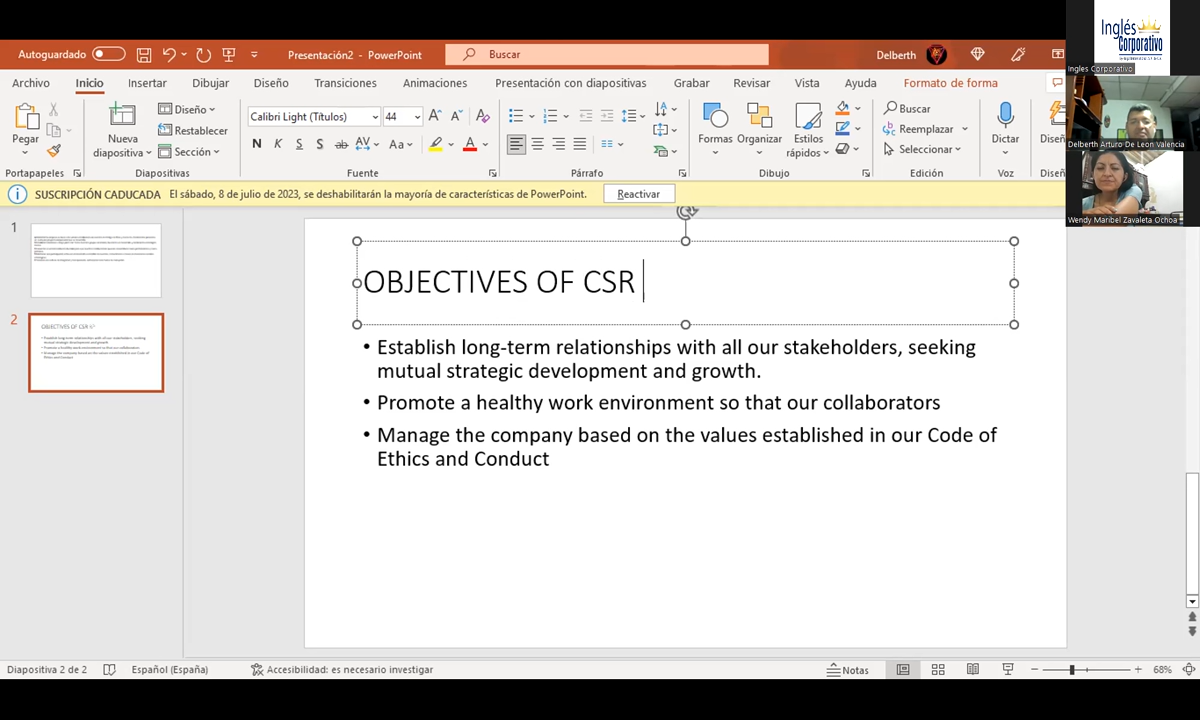 Inglés
Corporativo
Ingles Corporativo
Autoguardado
Presentación2 - PowerPoint
Buscar
Delberth
Archivo
Inicio
Insertar
Dibujar
Diseño
Transiciones
Animaciones
Presentación con diapositivas
Grabar
Revisar
Vista
Ayuda
Formato de forma
Pegar
Nueva
diapositiva
Diseño
Restablecer
Sección
Calibri Light (Títulos)
44
N K S S ab AV Aa A
Formas
Organizar
Estilos
rápidos
Buscar
Reemplazar
Seleccionar
Dictar
Diseñ
Delberth Arturo De Leon Valencia
Portapapeles
Diapositivas
Fuente
Párrafo
Dibujo
Edición
Voz
Diseñ
SUSCRIPCIÓN CADUCADA El sábado, 8 de julio de 2023, se deshabilitarán la mayoría de características de PowerPoint.
Reactivar
Wendy Maribel Zavaleta Ochoa
1
2
OBJECTIVES OF CSR
• Establish long-term relationships with all our stakeholders, seeking
mutual strategic development and growth.
• Promote a healthy work environment so that our collaborators
• Manage the company based on the values established in our Code of
Ethics and Conduct
Diapositiva 2 de 2
Español (España)
Accesibilidad: es necesario investigar
Notas
68%